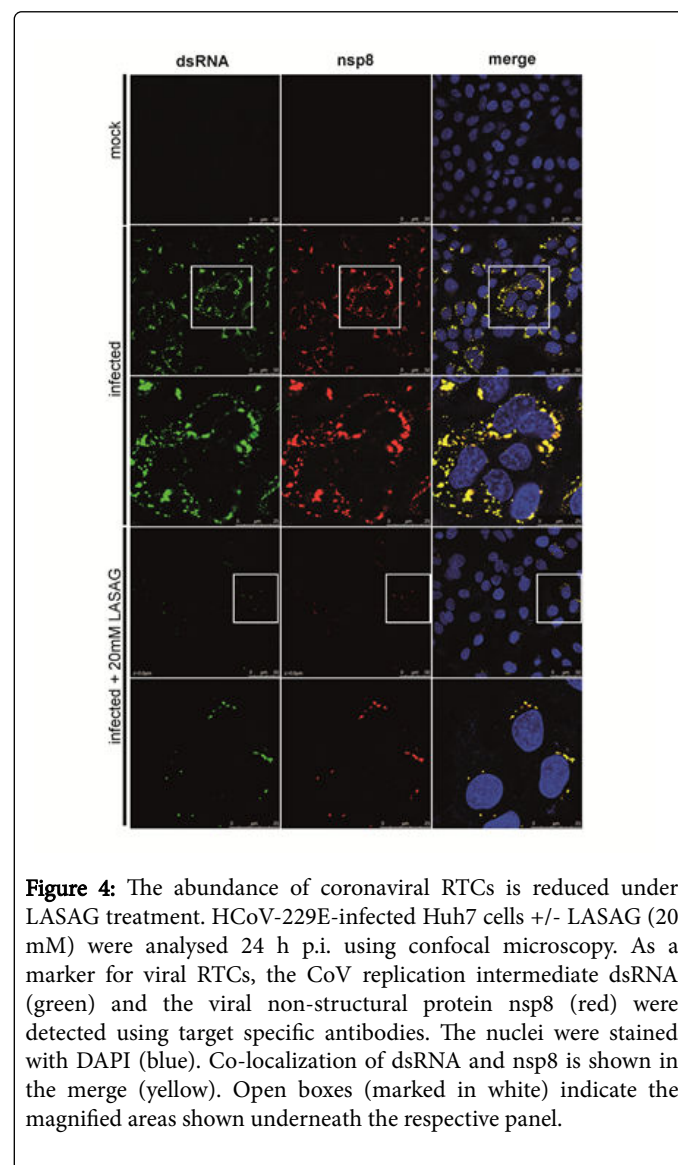 dsRNA nsp8 merge
mock
infected
infected + 20mM LASAG
Figure 4: The abundance of coronaviral RTCs is reduced under
LASAG treatment. HCoV-229E-infected Huh7 cells +/- LASAG (20
mM) were analysed 24 h p.i. using confocal microscopy. As a
marker for viral RTCs, the CoV replication intermediate dsRNA
(green) and the viral non-structural protein nsp8 (red) were
detected using target specific antibodies. The nuclei were stained
with DAPI (blue). Co-localization of dsRNA and nsp8 is shown in
the merge (yellow). Open boxes (marked in white) indicate the
magnified areas shown underneath the respective panel.